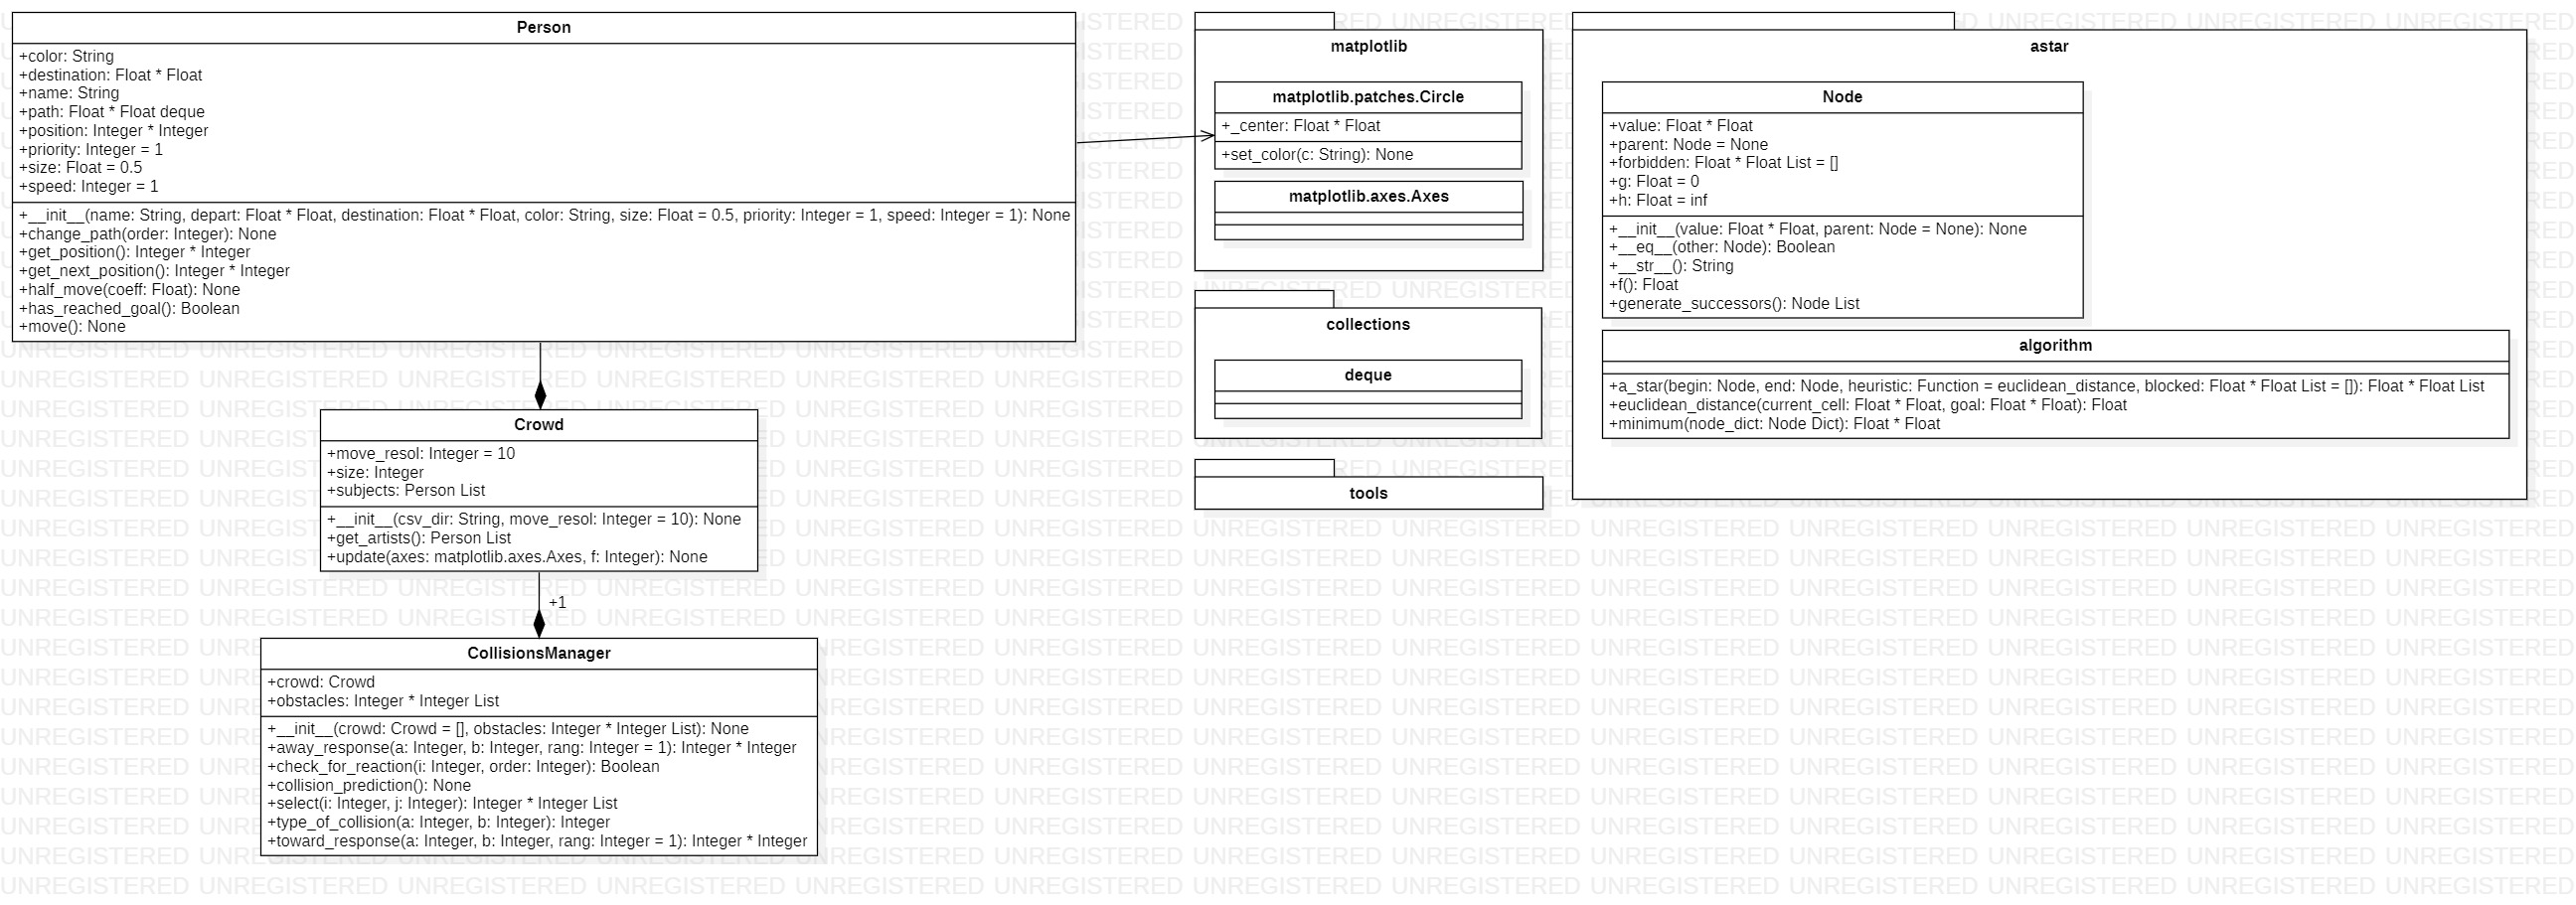 Person
+color: String
+destination: Float * Float
+name: String
+path: Float * Float deque
+position: Integer * Integer
+priority: Integer = 1
+size: Float = 0.5
+speed: Integer = 1
+__init__(name: String, depart: Float * Float, destination: Float * Float, color: String, size: Float = 0.5, priority: Integer = 1, speed: Integer = 1): None
+change_path(order: Integer): None
+get_position(): Integer * Integer
+get_next_position(): Integer * Integer
+half_move(coeff: Float): None
+has_reached_goal(): Boolean
+move(): None
Crowd
+move_resol: Integer = 10
+size: Integer
+subjects: Person List
+__init__(csv_dir: String, move_resol: Integer = 10): None
+get_artists(): Person List
+update(axes: matplotlib.axes.Axes, f: Integer): None
+1
CollisionsManager
+crowd: Crowd
+obstacles: Integer * Integer List
+__init__(crowd: Crowd = [], obstacles: Integer * Integer List): None
+away_response(a: Integer, b: Integer, rang: Integer = 1): Integer * Integer
+check_for_reaction(i: Integer, order: Integer): Boolean
+collision_prediction(): None
+select(i: Integer, j: Integer): Integer * Integer List
+type_of_collision(a: Integer, b: Integer): Integer
+toward_response(a: Integer, b: Integer, rang: Integer = 1): Integer * Integer
matplotlib
matplotlib.patches.Circle
+_center: Float * Float
+set_color(c: String): None
matplotlib.axes.Axes
collections
deque
tools
astar
Node
+value: Float * Float
+parent: Node = None
+forbidden: Float * Float List = []
+g: Float = 0
+h: Float = inf
+__init__(value: Float * Float, parent: Node = None): None
+__eq__(other: Node): Boolean
+__str__(): String
+f(): Float
+generate_successors(): Node List
algorithm
+a_star(begin: Node, end: Node, heuristic: Function = euclidean_distance, blocked: Float * Float List = []): Float * Float List
+euclidean_distance(current_cell: Float * Float, goal: Float * Float): Float
+minimum(node_dict: Node Dict): Float * Float
UNREGISTERED